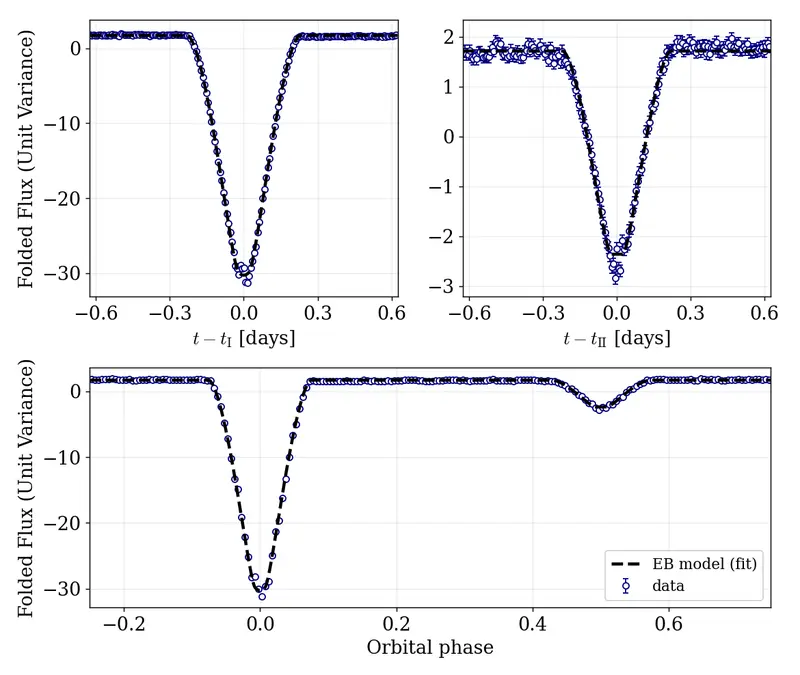 Folded Flux (Unit Variance)
0
−10
−20
−30
−0.6 −0.3 0.0 0.3 0.6
t − tI [days]
2
1
0
−1
−2
−3
−0.6 −0.3 0.0 0.3 0.6
t − tII [days]
Folded Flux (Unit Variance)
0
−10
−20
−30
−0.2 0.0 0.2 0.4 0.6
Orbital phase
EB model (fit)
data